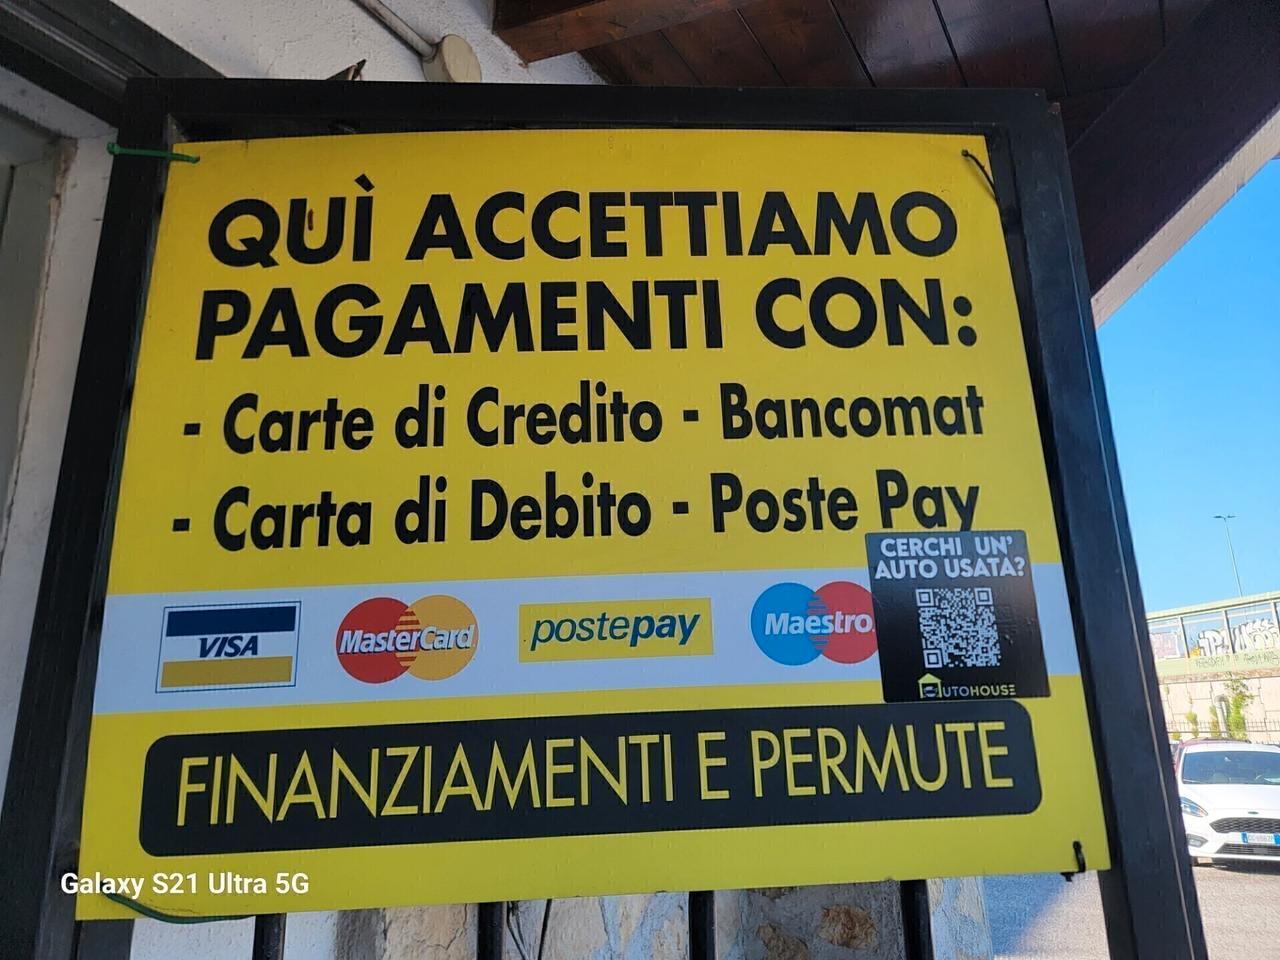 QUÌ ACCETTIAMO
PAGAMENTI CON:
- Carte di Credito - Bancomat
- Carta di Debito - Poste Pay
CERCHI UN'
AUTO USATA?
VISA
MasterCard
postepay
Maestro
AUTOHOUSE
FINANZIAMENTI E PERMUTE
Galaxy S21 Ultra 5G